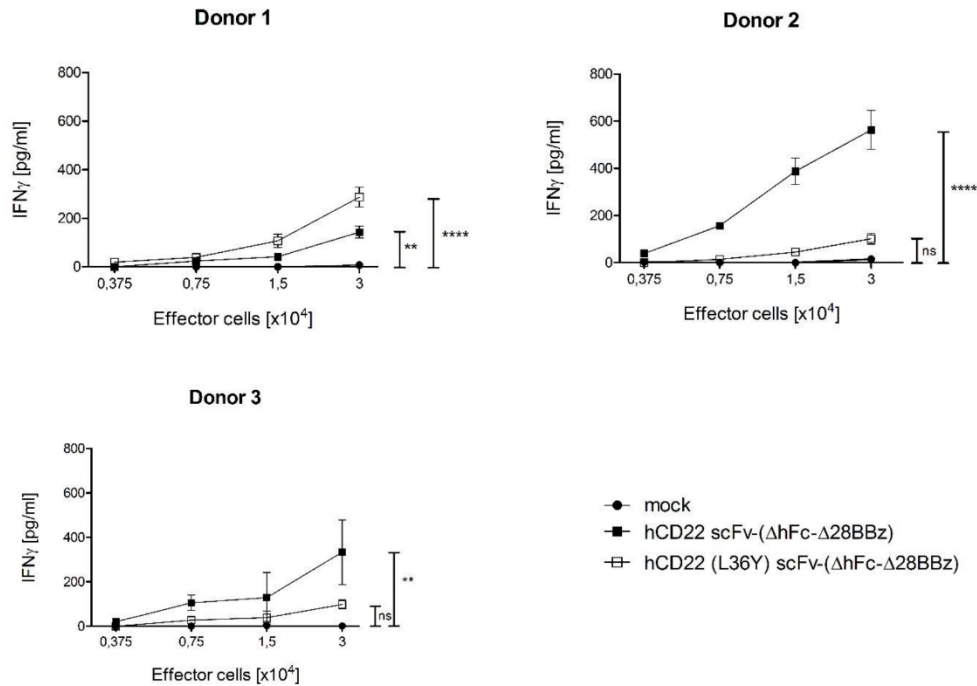 Donor 1
800
600
400
200
0
IFNγ [pg/ml]
**
****
0,375
0,75
1,5
3
Effector cells [x10⁴]
Donor 2
800
600
400
200
0
IFNγ [pg/ml]
ns
****
0,375
0,75
1,5
3
Effector cells [x10⁴]
Donor 3
800
600
400
200
0
IFNγ [pg/ml]
ns
**
0,375
0,75
1,5
3
Effector cells [x10⁴]
mock
hCD22 scFv-(ΔhFc-Δ28BBz)
hCD22 (L36Y) scFv-(ΔhFc-Δ28BBz)